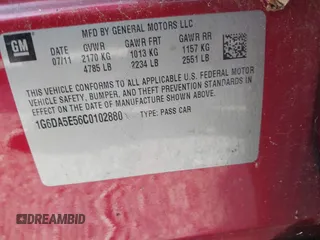 MFD BY GENERAL MOTORS LLC
GM
DATE GVWR GAWR FRT GAWR RR
07/11 2170 KG 1013 KG 1157 KG
4785 LB 2234 LB 2551 LB
THIS VEHICLE CONFORMS TO ALL APPLICABLE U.S. FEDERAL MOTOR
VEHICLE SAFETY, BUMPER, AND THEFT PREVENTION STANDARDS IN
EFFECT ON THE DATE OF MANUFACTURE SHOWN ABOVE.
1G6DA5E56C0102880 TYPE: PASS CAR
DREAMBID